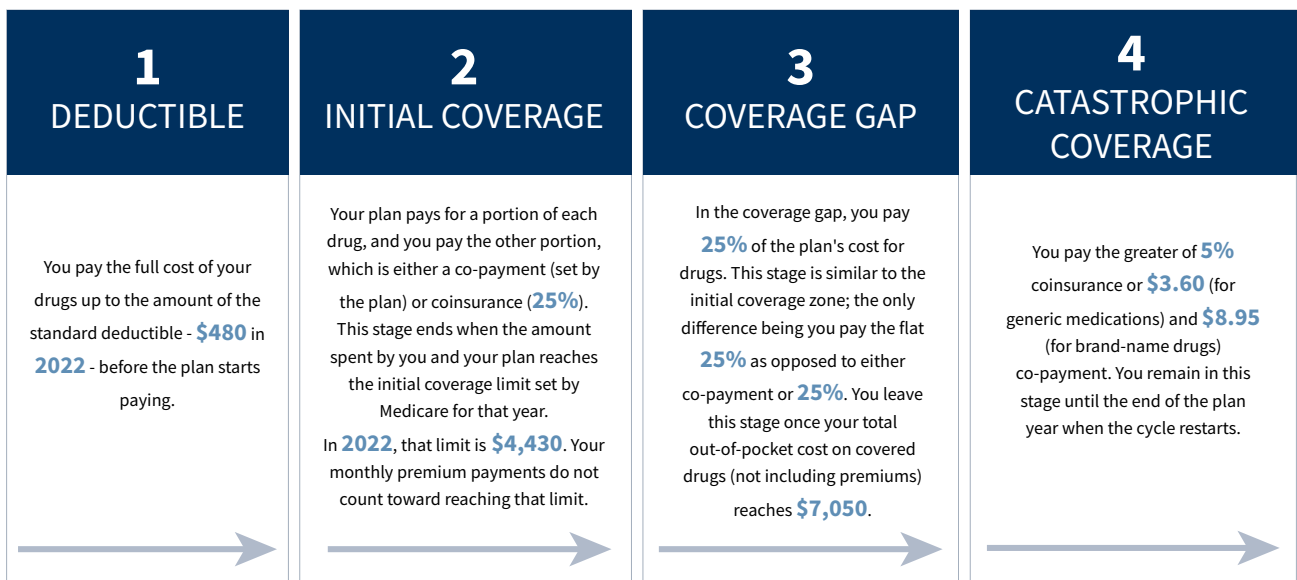 1
DEDUCTIBLE
You pay the full cost of your
drugs up to the amount of the
standard deductible - $480 in
2022 - before the plan starts
paying.
2
INITIAL COVERAGE
Your plan pays for a portion of each
drug, and you pay the other portion,
which is either a co-payment (set by
the plan) or coinsurance (25%).
This stage ends when the amount
spent by you and your plan reaches
the initial coverage limit set by
Medicare for that year.
In 2022, that limit is $4,430. Your
monthly premium payments do not
count toward reaching that limit.
3
COVERAGE GAP
In the coverage gap, you pay
25% of the plan's cost for
drugs. This stage is similar to the
initial coverage zone; the only
difference being you pay the flat
25% as opposed to either
co-payment or 25%. You leave
this stage once your total
out-of-pocket cost on covered
drugs (not including premiums)
reaches $7,050.
4
CATASTROPHIC
COVERAGE
You pay the greater of 5%
coinsurance or $3.60 (for
generic medications) and $8.95
(for brand-name drugs)
co-payment. You remain in this
stage until the end of the plan
year when the cycle restarts.